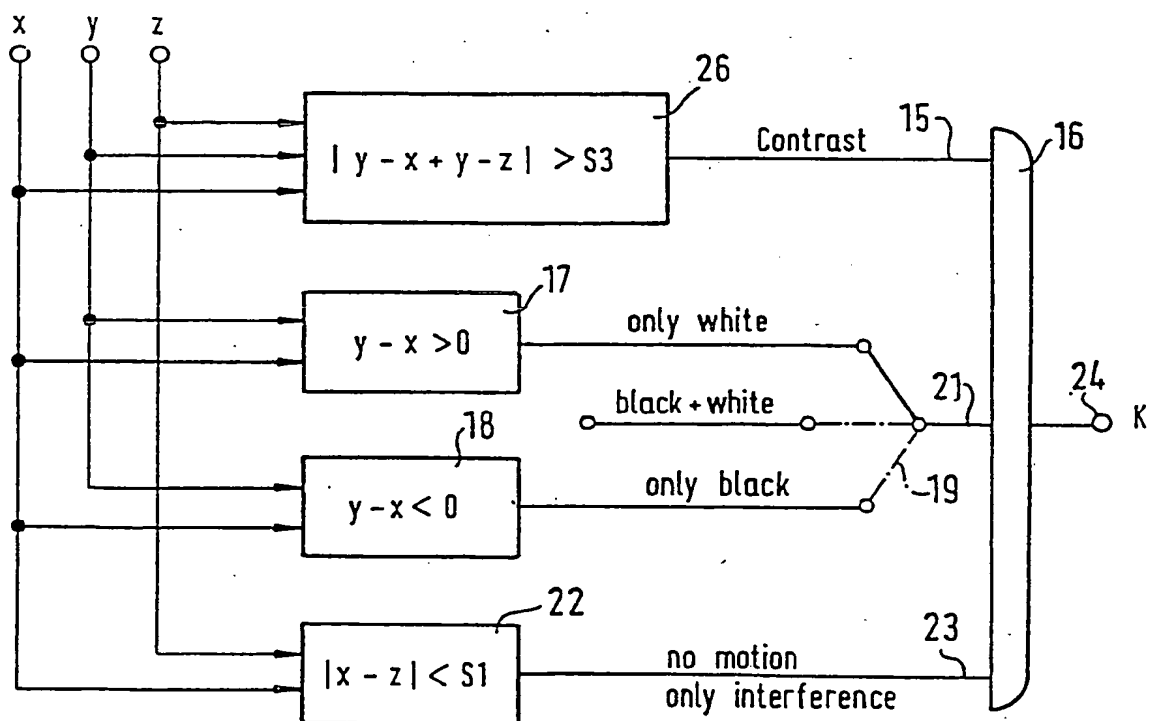 x y z
26
| y - x + y - z | > S3
Contrast
15
16
17
y - x > 0
only white
black + white
21
24
K
18
y - x < 0
only black
19
22
| x - z | < S1
no motion
only interference
23